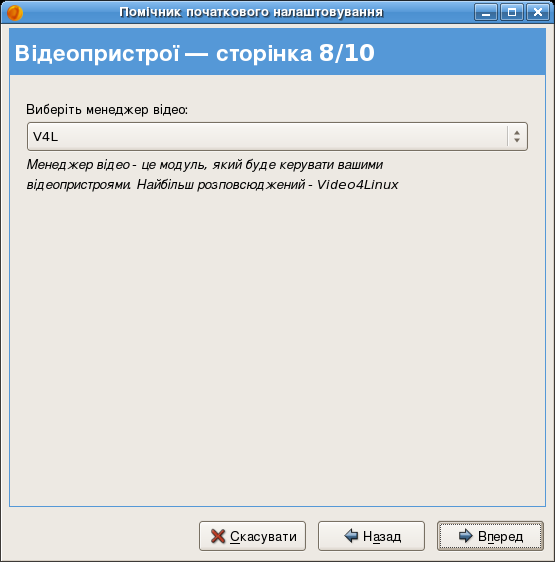 Помічник початкового налаштовування
Відеопристрої — сторінка 8/10
Виберіть менеджер відео:
V4L
Менеджер відео - це модуль, який буде керувати вашими
відеопристроями. Найбільш розповсюджений - Video4Linux
Скасувати
Назад
Вперед